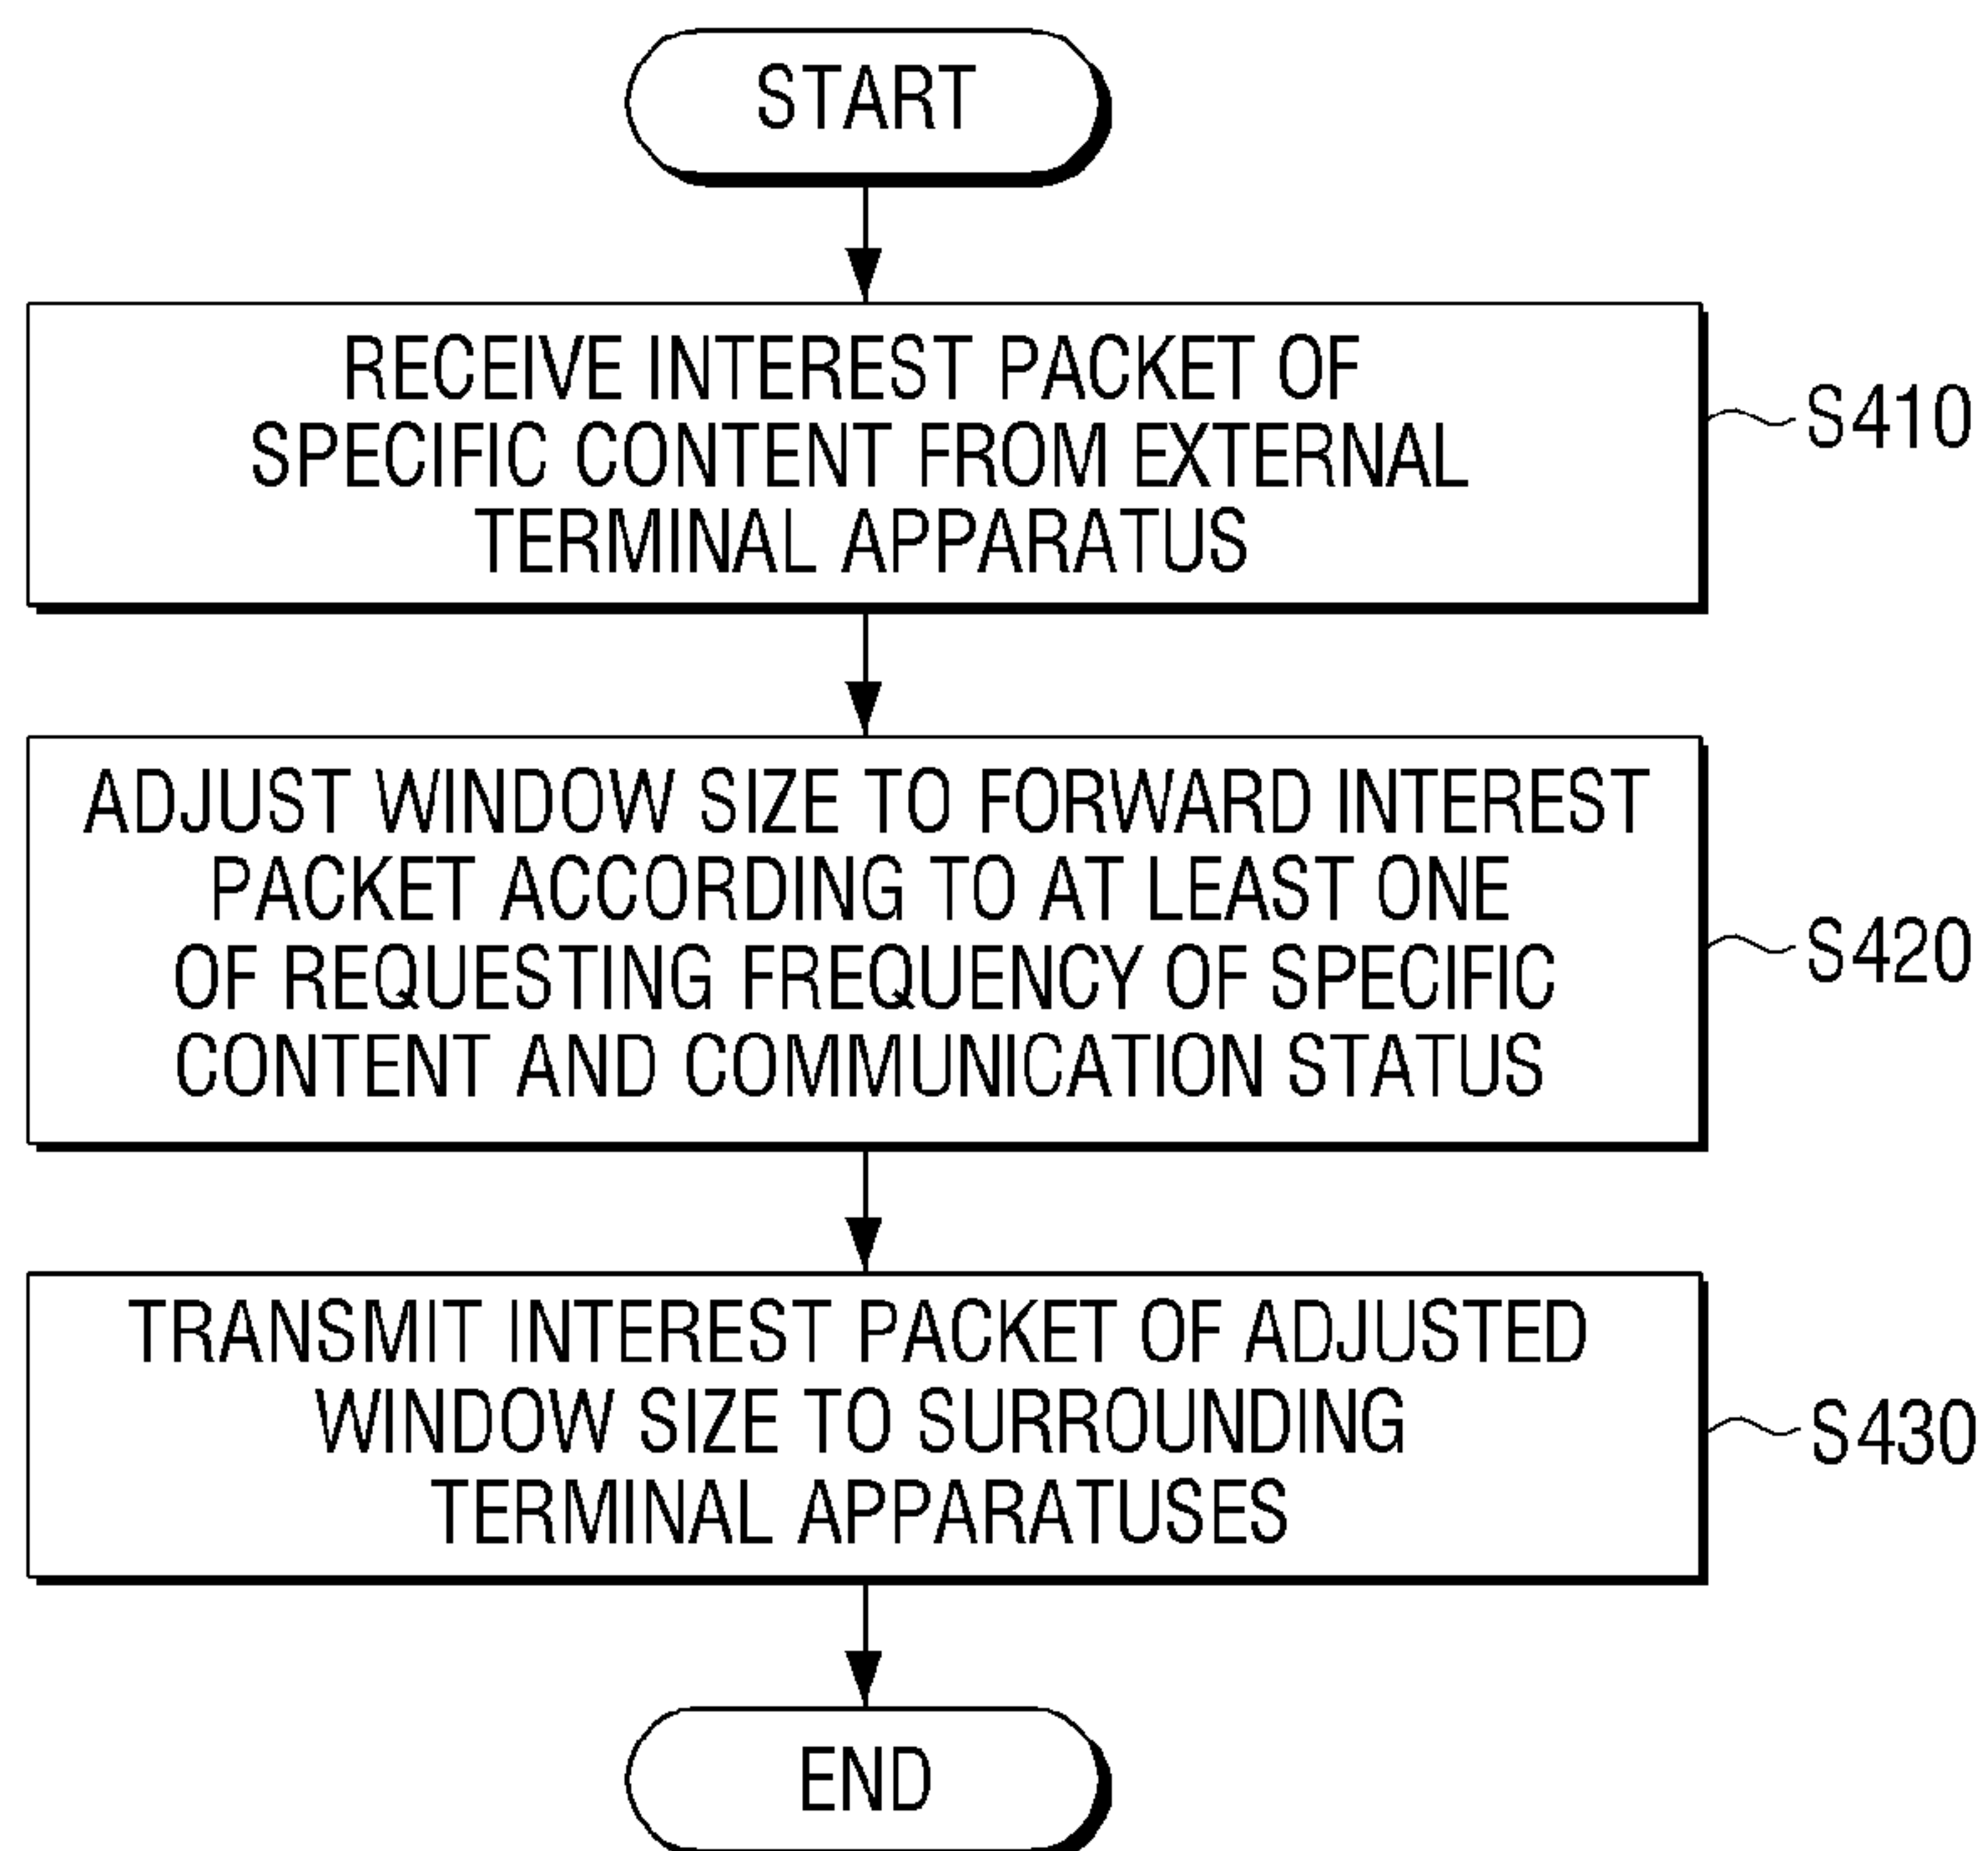 START
RECEIVE INTEREST PACKET OF
SPECIFIC CONTENT FROM EXTERNAL
TERMINAL APPARATUS
S410
ADJUST WINDOW SIZE TO FORWARD INTEREST
PACKET ACCORDING TO AT LEAST ONE
OF REQUESTING FREQUENCY OF SPECIFIC
CONTENT AND COMMUNICATION STATUS
S420
TRANSMIT INTEREST PACKET OF ADJUSTED
WINDOW SIZE TO SURROUNDING
TERMINAL APPARATUSES
S430
END